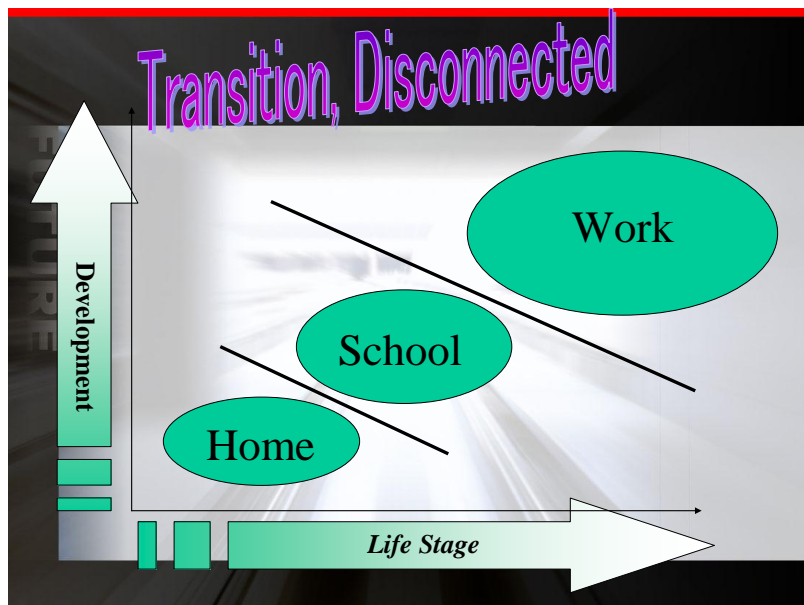 Transition, Disconnected
FUTURE
Development
Work
School
Home
Life Stage